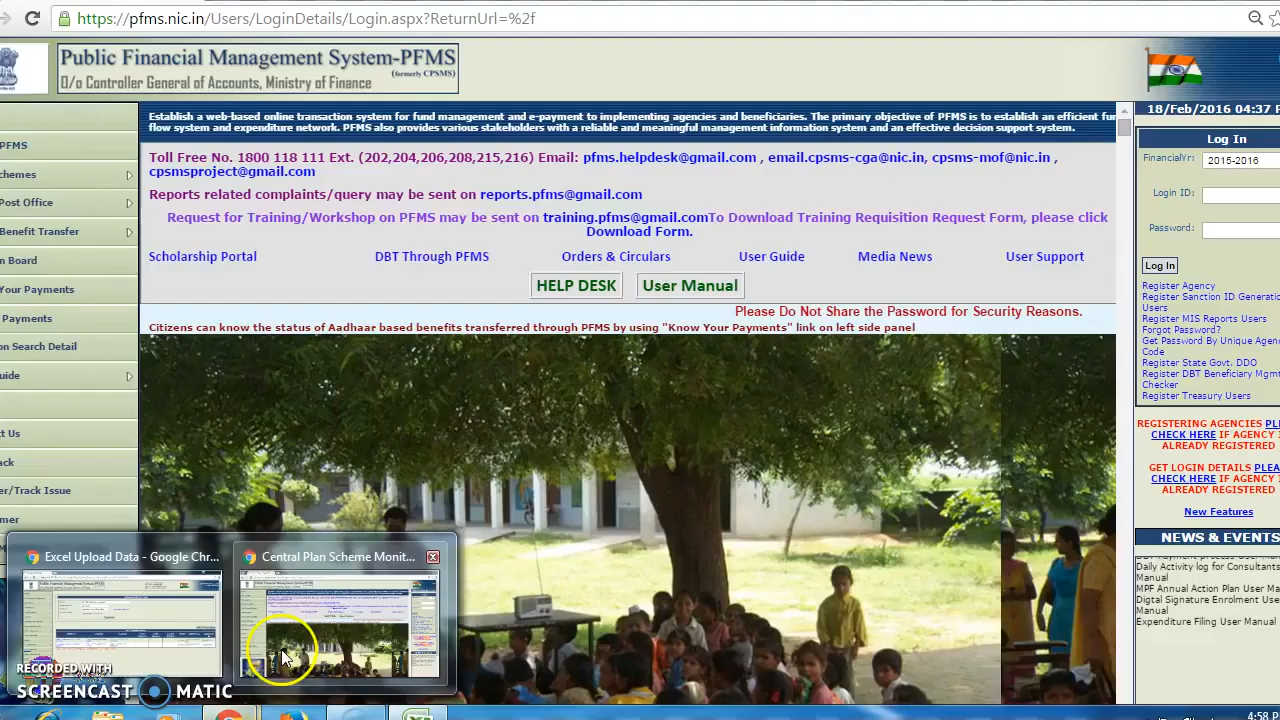 https://pfms.nic.in/Users/LoginDetails/Login.aspx?ReturnUrl=%2f
Public Financial Management System-PFMS
(formerly CPSMS)
O/o Controller General of Accounts, Ministry of Finance
Establish a web-based online transaction system for fund management and e-payment to implementing agencies and beneficiaries. The primary objective of PFMS is to establish an efficient fun
flow system and expenditure network. PFMS also provides various stakeholders with a reliable and meaningful management information system and an effective decision support system.
Toll Free No. 1800 118 111 Ext. (202,204,206,208,215,216) Email: pfms.helpdesk@gmail.com , email.cpsms-cga@nic.in, cpsms-mof@nic.in ,
cpsmsproject@gmail.com
Reports related complaints/query may be sent on reports.pfms@gmail.com
Request for Training/Workshop on PFMS may be sent on training.pfms@gmail.comTo Download Training Requisition Request Form, please click
Download Form.
Scholarship Portal DBT Through PFMS Orders & Circulars User Guide Media News User Support
HELP DESK User Manual
Please Do Not Share the Password for Security Reasons.
Citizens can know the status of Aadhaar based benefits transferred through PFMS by using "Know Your Payments" link on left side panel
PFMS
chemes
Post Office
Benefit Transfer
n Board
Your Payments
Payments
on Search Detail
uide
t Us
ack
er/Track Issue
mer
18/Feb/2016 04:37 P
Log In
FinancialYr: 2015-2016
Login ID:
Password:
Log In
Register Agency
Register Sanction ID Generatio
Users
Register MIS Reports Users
Forgot Password?
Get Password By Unique Agenc
Code
Register State Govt. DDO
Register DBT Beneficiary Mgmt
Checker
Register Treasury Users
REGISTERING AGENCIES PL
CHECK HERE IF AGENCY I
ALREADY REGISTERED
GET LOGIN DETAILS PLEA
CHECK HERE IF AGENCY I
ALREADY REGISTERED
New Features
NEWS & EVENTS
Daily Activity log for Consultants
Manual
MPF Annual Action Plan User Ma
Digtal Signature Enrolment Use
Manual
Expenditure Filing User Manual
Excel Upload Data - Google Chr...
Central Plan Scheme Monit...
RECORDED WITH
SCREENCAST MATIC
4:58 P